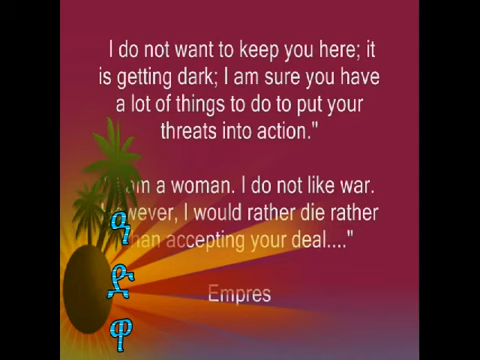 I do not want to keep you here; it
is getting dark; I am sure you have
a lot of things to do to put your
threats into action."
am a woman. I do not like war.
However, I would rather die rather
than accepting your deal...."
Empres
ዓ
ድ
ዋ